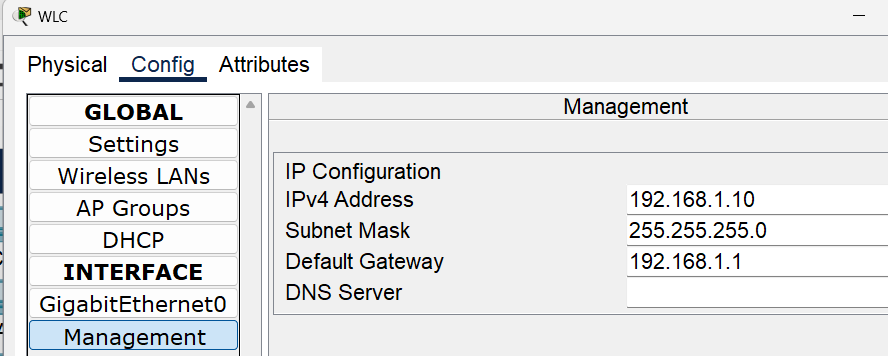 WLC
Physical Config Attributes
GLOBAL
Settings
Wireless LANs
AP Groups
DHCP
INTERFACE
GigabitEthernet0
Management
Management
IP Configuration
IPv4 Address 192.168.1.10
Subnet Mask 255.255.255.0
Default Gateway 192.168.1.1
DNS Server